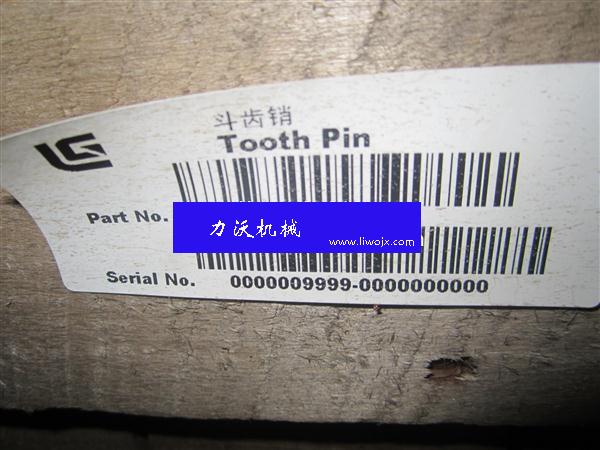 斗齿销
Tooth Pin
Part No.
力沃机械
www.liwojx.com
Serial No.
0000009999-0000000000